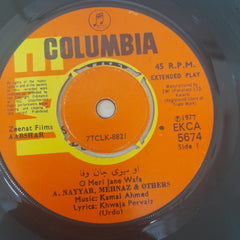 COLUMBIA
45 R.P.M.
EXTENDED PLAY
Zeenat Films
AABSHAR
7TCLK-8821
℗1977
EKCA
5674
Side 1
او میری جان وفا
O Meri Jane Wafa
A. NAYYAR, MEHNAZ & OTHERS
Music: Kamal Ahmed
Lyrics: Khwaja Pervaiz
(Urdu)